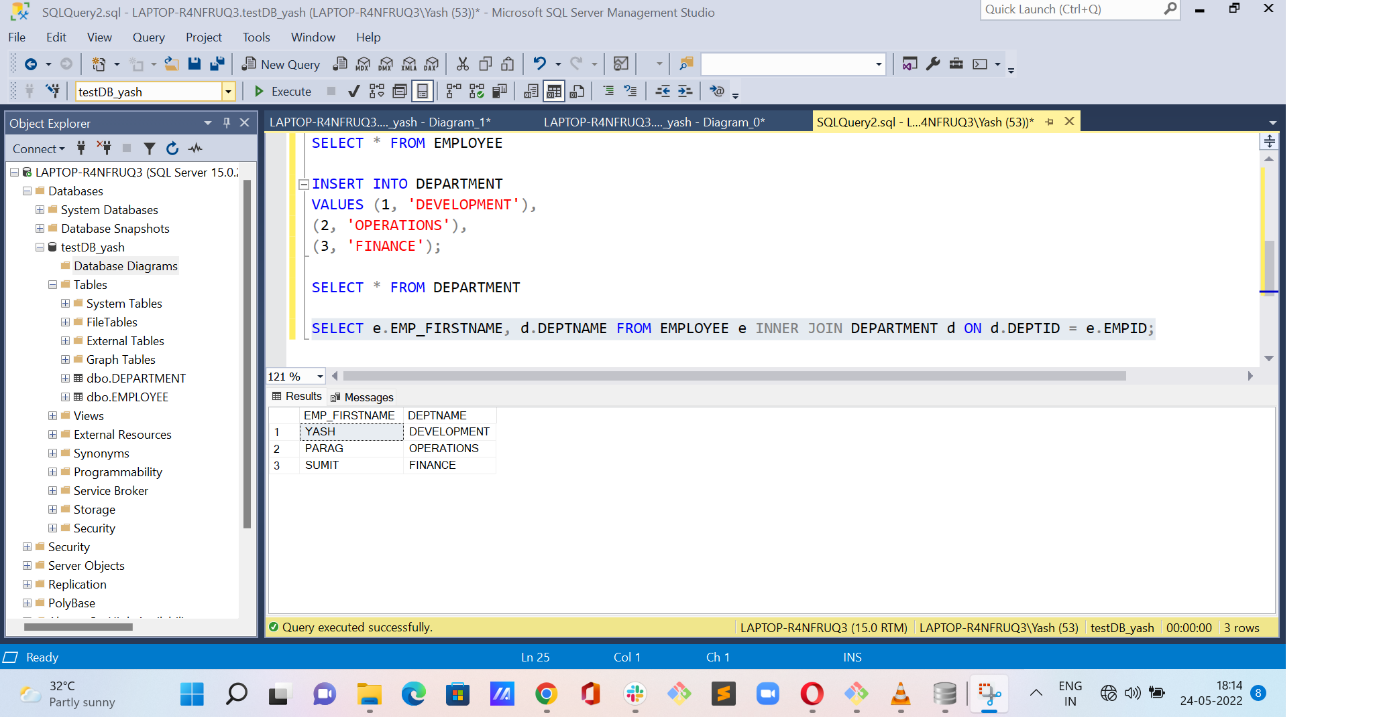 SQLQuery2.sql - LAPTOP-R4NFRUQ3.testDB_yash (LAPTOP-R4NFRUQ3\Yash (53))* - Microsoft SQL Server Management Studio
Quick Launch (Ctrl+Q)
File Edit View Query Project Tools Window Help
New Query MDX DMX XMLA DAX
testDB_yash Execute
Object Explorer
LAPTOP-R4NFRUQ3...._yash - Diagram_1* LAPTOP-R4NFRUQ3...._yash - Diagram_0* SQLQuery2.sql - L...4NFRUQ3\Yash (53))*
Connect
LAPTOP-R4NFRUQ3 (SQL Server 15.0.
Databases
System Databases
Database Snapshots
testDB_yash
Database Diagrams
Tables
System Tables
FileTables
External Tables
Graph Tables
dbo.DEPARTMENT
dbo.EMPLOYEE
Views
External Resources
Synonyms
Programmability
Service Broker
Storage
Security
Security
Server Objects
Replication
PolyBase
SELECT * FROM EMPLOYEE
INSERT INTO DEPARTMENT
VALUES (1, 'DEVELOPMENT'),
(2, 'OPERATIONS'),
(3, 'FINANCE');
SELECT * FROM DEPARTMENT
SELECT e.EMP_FIRSTNAME, d.DEPTNAME FROM EMPLOYEE e INNER JOIN DEPARTMENT d ON d.DEPTID = e.EMPID;
121 %
Results Messages
EMP_FIRSTNAME DEPTNAME
1 YASH DEVELOPMENT
2 PARAG OPERATIONS
3 SUMIT FINANCE
Query executed successfully. LAPTOP-R4NFRUQ3 (15.0 RTM) LAPTOP-R4NFRUQ3\Yash (53) testDB_yash 00:00:00 3 rows
Ready Ln 25 Col 1 Ch 1 INS
32°C
Partly sunny
ENG
IN
18:14
24-05-2022
8